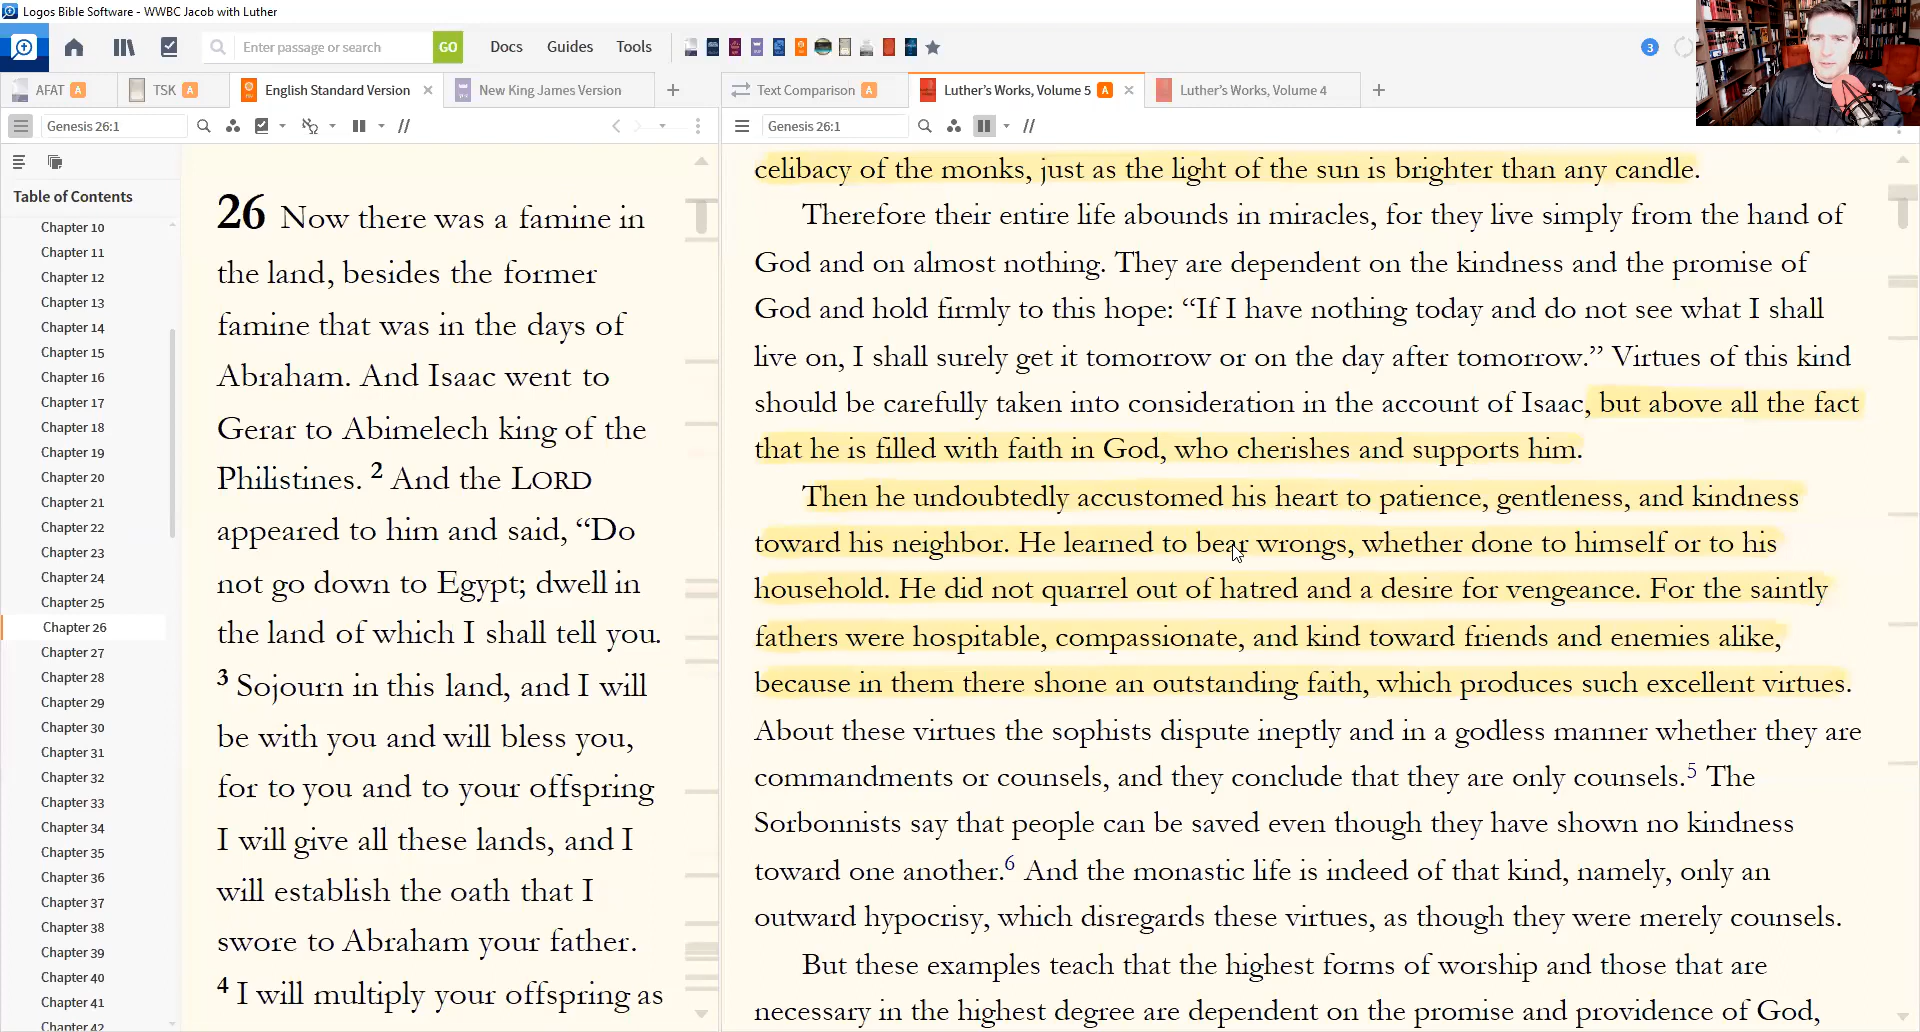 Logos Bible Software - WWBC Jacob with Luther
Enter passage or search
GO
Docs
Guides
Tools
3
AFAT A
TSK A
English Standard Version
New King James Version
Text Comparison A
Luther's Works, Volume 5 A
Luther's Works, Volume 4
Genesis 26:1
Genesis 26:1
Table of Contents
Chapter 10
Chapter 11
Chapter 12
Chapter 13
Chapter 14
Chapter 15
Chapter 16
Chapter 17
Chapter 18
Chapter 19
Chapter 20
Chapter 21
Chapter 22
Chapter 23
Chapter 24
Chapter 25
Chapter 26
Chapter 27
Chapter 28
Chapter 29
Chapter 30
Chapter 31
Chapter 32
Chapter 33
Chapter 34
Chapter 35
Chapter 36
Chapter 37
Chapter 38
Chapter 39
Chapter 40
Chapter 41
Chapter 42
26 Now there was a famine in
the land, besides the former
famine that was in the days of
Abraham. And Isaac went to
Gerar to Abimelech king of the
Philistines. 2 And the LORD
appeared to him and said, “Do
not go down to Egypt; dwell in
the land of which I shall tell you.
3 Sojourn in this land, and I will
be with you and will bless you,
for to you and to your offspring
I will give all these lands, and I
will establish the oath that I
swore to Abraham your father.
4 I will multiply your offspring as
celibacy of the monks, just as the light of the sun is brighter than any candle.
Therefore their entire life abounds in miracles, for they live simply from the hand of
God and on almost nothing. They are dependent on the kindness and the promise of
God and hold firmly to this hope: “If I have nothing today and do not see what I shall
live on, I shall surely get it tomorrow or on the day after tomorrow.” Virtues of this kind
should be carefully taken into consideration in the account of Isaac, but above all the fact
that he is filled with faith in God, who cherishes and supports him.
Then he undoubtedly accustomed his heart to patience, gentleness, and kindness
toward his neighbor. He learned to bear wrongs, whether done to himself or to his
household. He did not quarrel out of hatred and a desire for vengeance. For the saintly
fathers were hospitable, compassionate, and kind toward friends and enemies alike,
because in them there shone an outstanding faith, which produces such excellent virtues.
About these virtues the sophists dispute ineptly and in a godless manner whether they are
commandments or counsels, and they conclude that they are only counsels.5 The
Sorbonnists say that people can be saved even though they have shown no kindness
toward one another.6 And the monastic life is indeed of that kind, namely, only an
outward hypocrisy, which disregards these virtues, as though they were merely counsels.
But these examples teach that the highest forms of worship and those that are
necessary in the highest degree are dependent on the promise and providence of God,